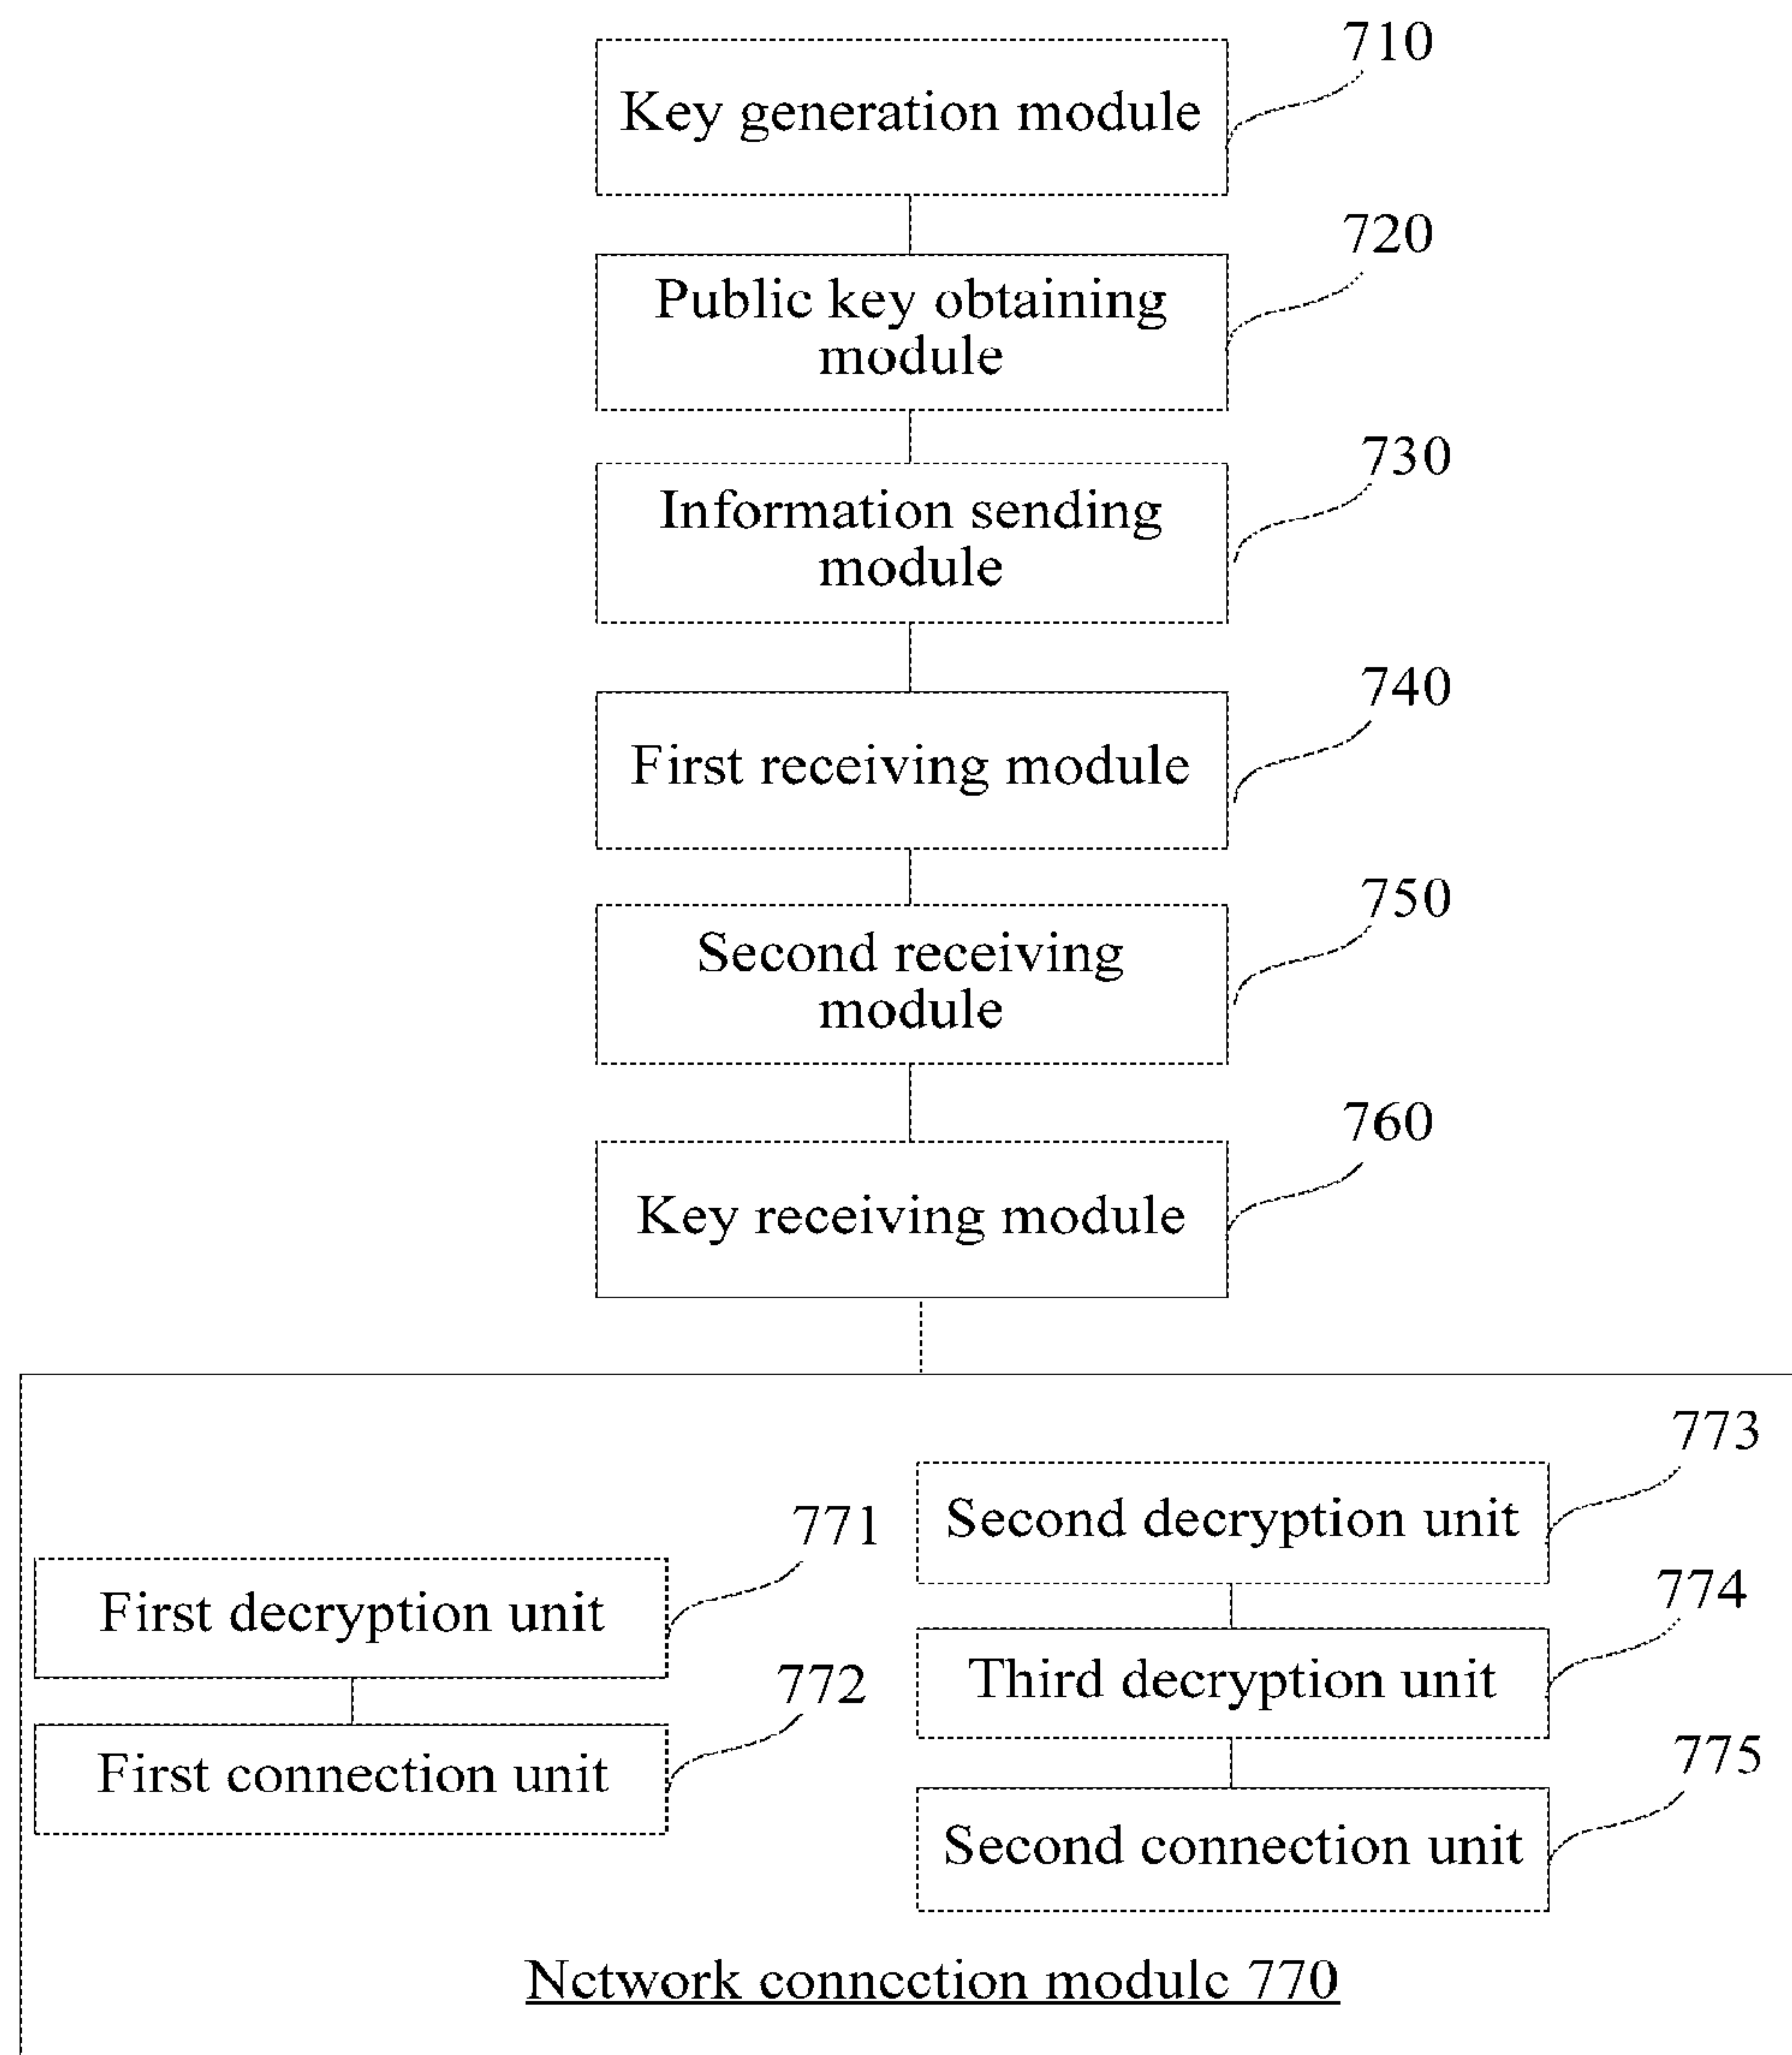 710
Key generation module
720
Public key obtaining
module
730
Information sending
module
740
First receiving module
750
Second receiving
module
760
Key receiving module
773
Second decryption unit
771
First decryption unit
774
Third decryption unit
772
First connection unit
775
Second connection unit
Network connection module 770